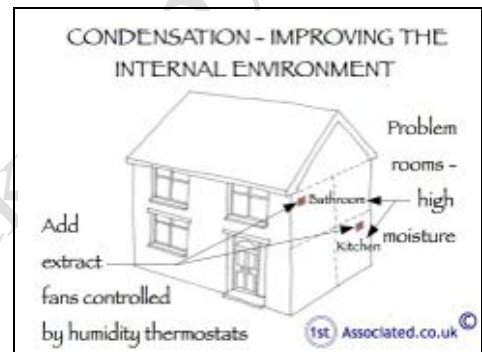 CONDENSATION - IMPROVING THE
INTERNAL ENVIRONMENT
Problem
rooms -
high
moisture
Bathroom
Kitchen
Add
extract
fans controlled
by humidity thermostats
1st Associated.co.uk ©